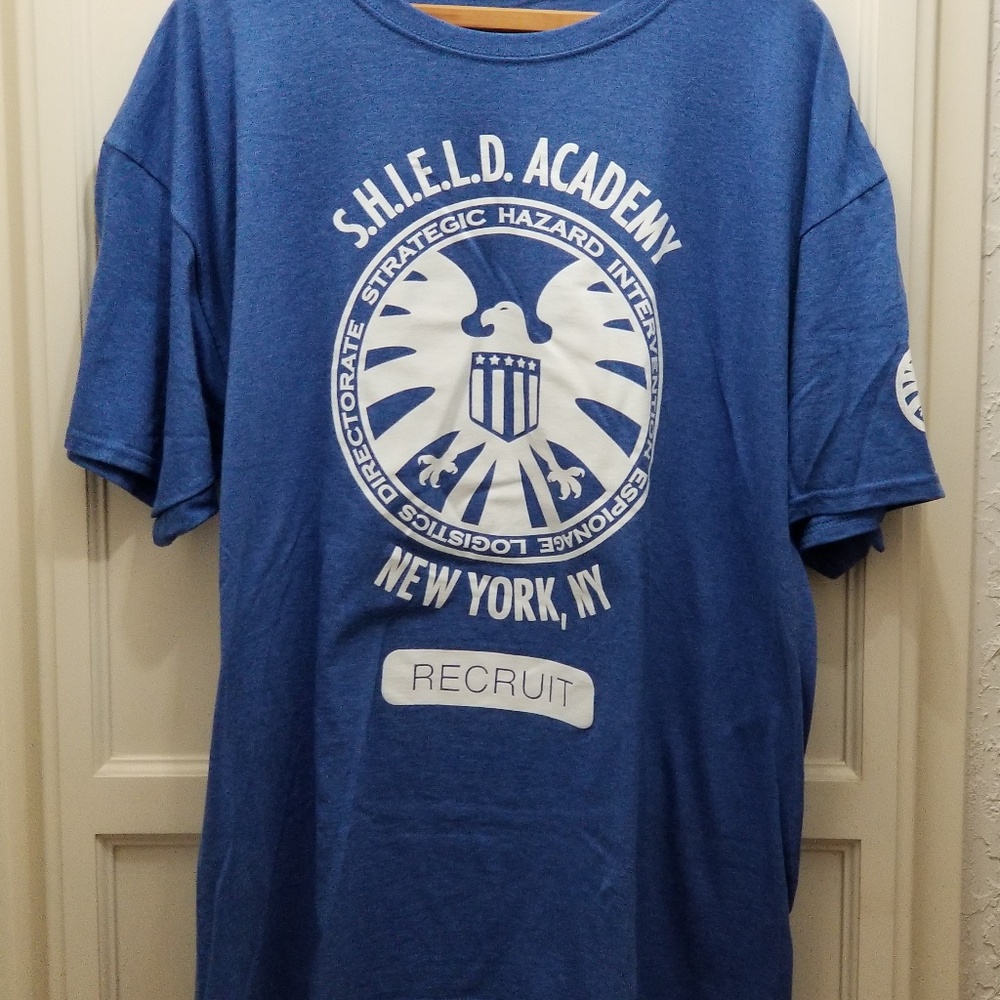 S.H.I.E.L.D. ACADEMY
STRATEGIC HAZARD INTERVENTION ESPIONAGE LOGISTICS DIRECTORATE
NEW YORK, NY
RECRUIT